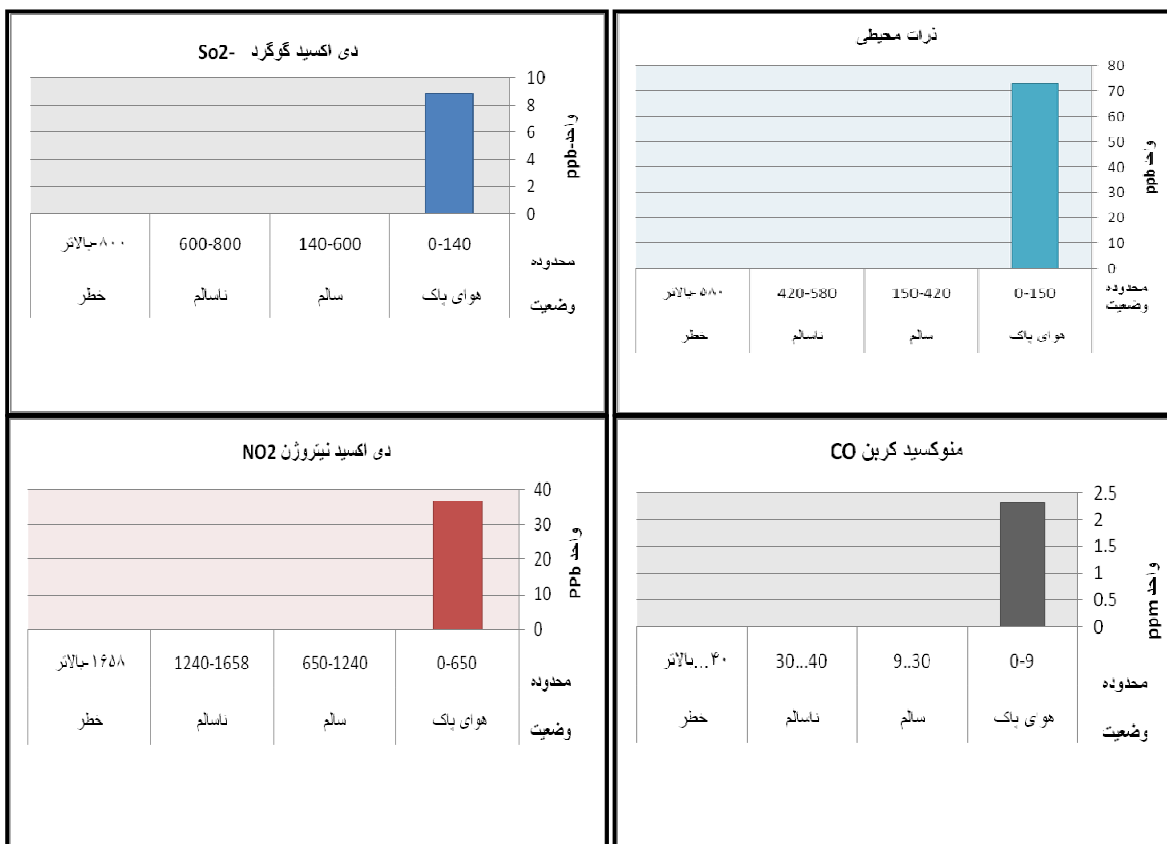 دی اکسید گوگرد So2-
10
8
6
4
2
0
واحد-ppb
محدوده
0-140
140-600
600-800
۸۰۰-بالاتر
وضعیت
هوای پاک
سالم
ناسالم
خطر
ذرات محیطی
80
70
60
50
40
30
20
10
0
واحد ppb
محدوده
0-150
150-420
420-580
۵۸۰-بالاتر
وضعیت
هوای پاک
سالم
ناسالم
خطر
دی اکسید نیتروژن NO2
40
30
20
10
0
واحد PPb
محدوده
0-650
650-1240
1240-1658
۱۶۵۸-بالاتر
وضعیت
هوای پاک
سالم
ناسالم
خطر
منوکسید کربن CO
2.5
2
1.5
1
0.5
0
واحد ppm
محدوده
0-9
9..30
30...40
۴۰...بالاتر
وضعیت
هوای پاک
سالم
ناسالم
خطر